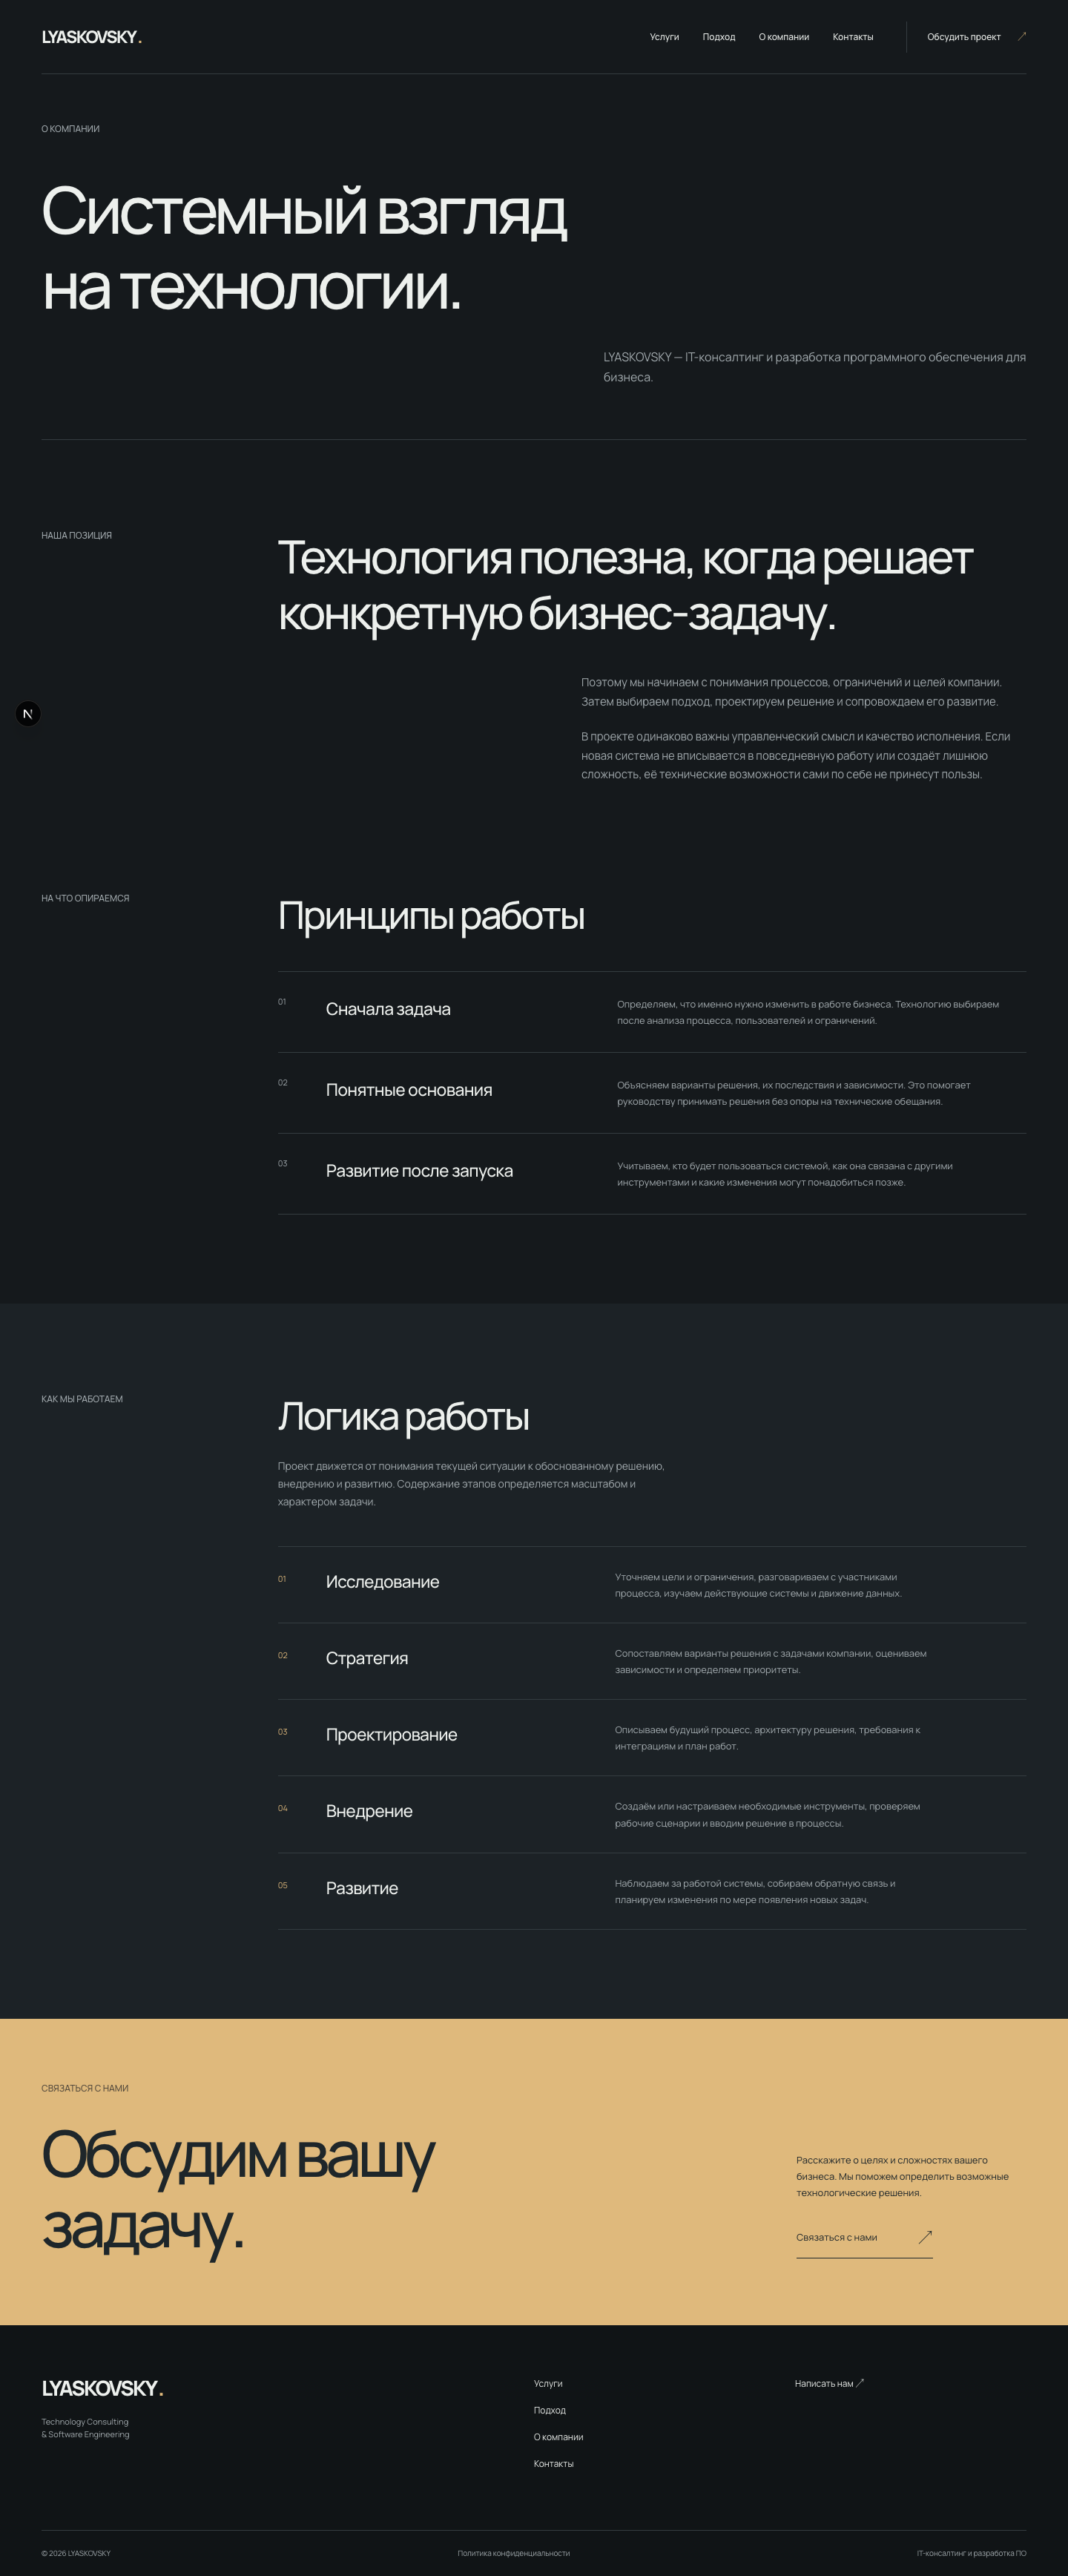 LYASKOVSKY.
Услуги Подход О компании Контакты Обсудить проект
О КОМПАНИИ
Системный взгляд
на технологии.
LYASKOVSKY — IT-консалтинг и разработка программного обеспечения для
бизнеса.
НАША ПОЗИЦИЯ
Технология полезна, когда решает
конкретную бизнес-задачу.
Поэтому мы начинаем с понимания процессов, ограничений и целей компании.
Затем выбираем подход, проектируем решение и сопровождаем его развитие.
В проекте одинаково важны управленческий смысл и качество исполнения. Если
новая система не вписывается в повседневную работу или создаёт лишнюю
сложность, её технические возможности сами по себе не принесут пользы.
N
НА ЧТО ОПИРАЕМСЯ
Принципы работы
01
Сначала задача
Определяем, что именно нужно изменить в работе бизнеса. Технологию выбираем
после анализа процесса, пользователей и ограничений.
02
Понятные основания
Объясняем варианты решения, их последствия и зависимости. Это помогает
руководству принимать решения без опоры на технические обещания.
03
Развитие после запуска
Учитываем, кто будет пользоваться системой, как она связана с другими
инструментами и какие изменения могут понадобиться позже.
КАК МЫ РАБОТАЕМ
Логика работы
Проект движется от понимания текущей ситуации к обоснованному решению,
внедрению и развитию. Содержание этапов определяется масштабом и
характером задачи.
01
Исследование
Уточняем цели и ограничения, разговариваем с участниками
процесса, изучаем действующие системы и движение данных.
02
Стратегия
Сопоставляем варианты решения с задачами компании, оцениваем
зависимости и определяем приоритеты.
03
Проектирование
Описываем будущий процесс, архитектуру решения, требования к
интеграциям и план работ.
04
Внедрение
Создаём или настраиваем необходимые инструменты, проверяем
рабочие сценарии и вводим решение в процессы.
05
Развитие
Наблюдаем за работой системы, собираем обратную связь и
планируем изменения по мере появления новых задач.
СВЯЗАТЬСЯ С НАМИ
Обсудим вашу
задачу.
Расскажите о целях и сложностях вашего
бизнеса. Мы поможем определить возможные
технологические решения.
Связаться с нами
LYASKOVSKY.
Technology Consulting
& Software Engineering
Услуги
Подход
О компании
Контакты
Написать нам
© 2026 LYASKOVSKY
Политика конфиденциальности
IT-консалтинг и разработка ПО